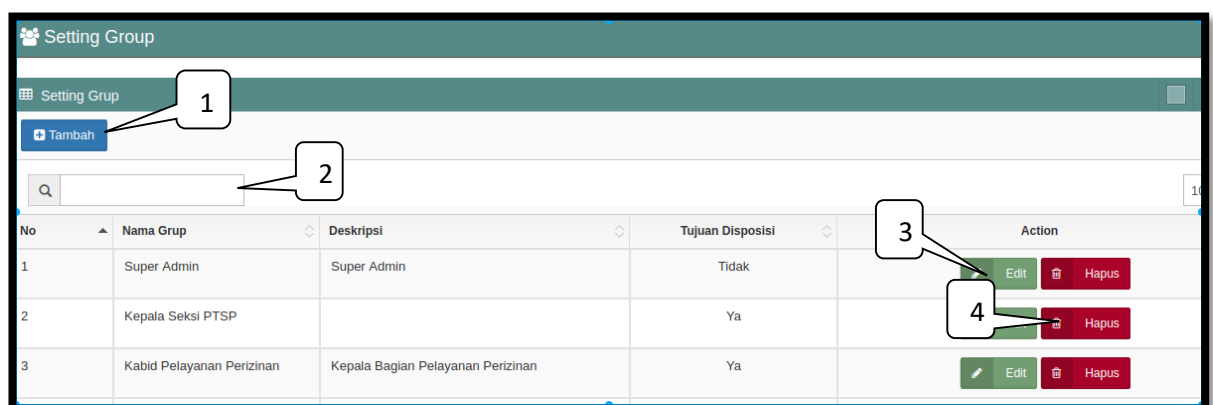 Setting Group
Setting Grup
1
Tambah
2
10
No Nama Grup Deskripsi Tujuan Disposisi Action
3
1 Super Admin Super Admin Tidak Edit Hapus
4
2 Kepala Seksi PTSP Ya Hapus
3 Kabid Pelayanan Perizinan Kepala Bagian Pelayanan Perizinan Ya Edit Hapus